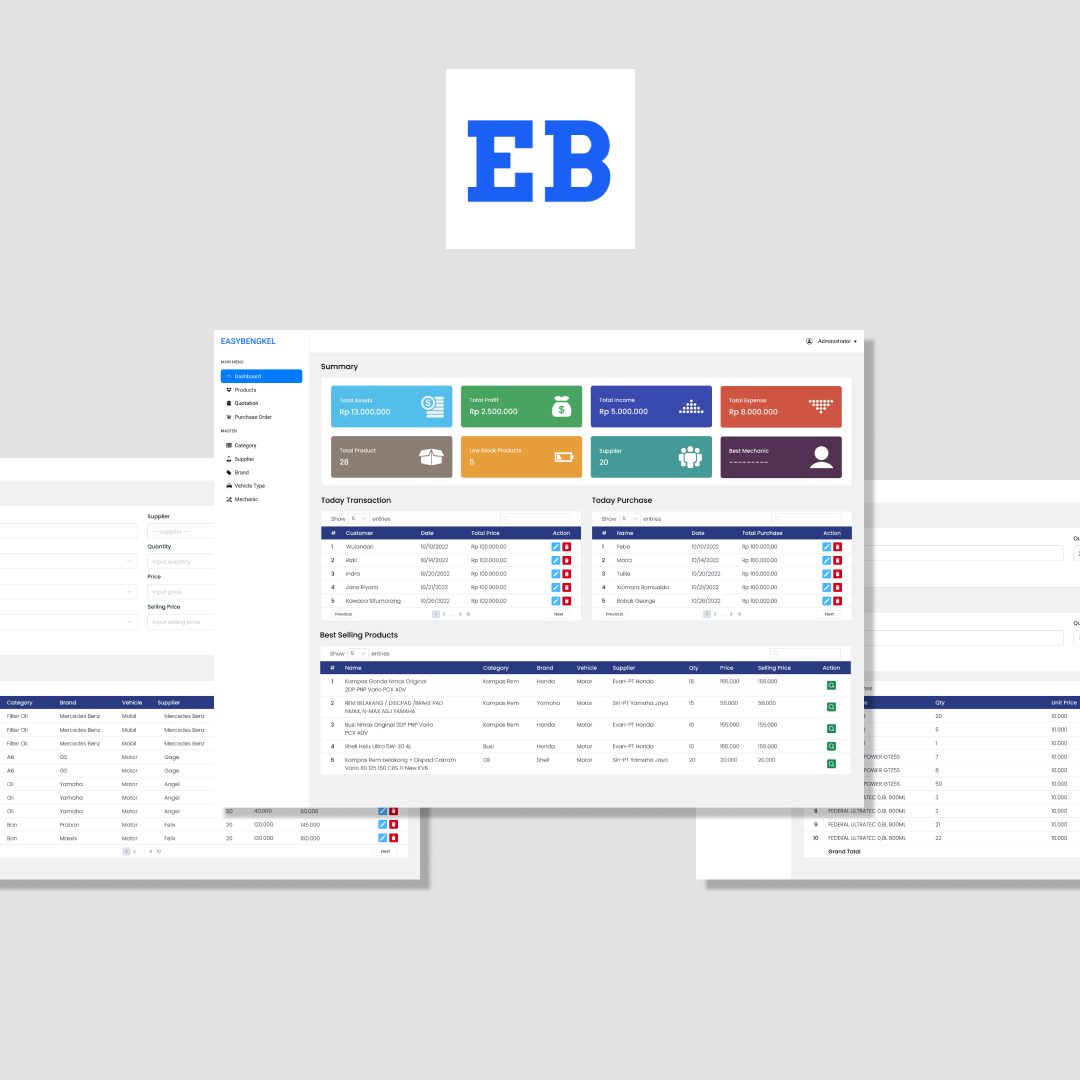 EB
EASYBENGKEL
Administrator
MAIN MENU
Dashboard
Products
Quotation
Purchase Order
MASTER
Category
Supplier
Brand
Vehicle Type
Mechanic
Summary
Total Assets
Rp 13.000.000
Total Profit
Rp 2.500.000
Total Income
Rp 5.000.000
Total Expense
Rp 8.000.000
Total Product
28
Low Stock Products
5
Supplier
20
Best Mechanic
---------
Today Transaction
Show 5 entries
# Customer Date Total Price Action
1 Wulandari 10/10/2022 Rp 100.000.00
2 Rizki 10/14/2022 Rp 100.000.00
3 Indra 10/20/2022 Rp 100.000.00
4 Jane Riyanti 10/21/2022 Rp 100.000.00
5 Kawaca Situmorang 10/26/2022 Rp 100.000.00
Previous 1 2 ... 9 10 Next
Today Purchase
Show 5 entries
# Name Date Total Purchase Action
1 Febe 10/10/2022 Rp 100.000.00
2 Maria 10/14/2022 Rp 100.000.00
3 Tullia 10/20/2022 Rp 100.000.00
4 Xiomara Romualdo 10/21/2022 Rp 100.000.00
5 Babak George 10/26/2022 Rp 100.000.00
Previous 1 2 ... 9 10 Next
Best Selling Products
Show 5 entries
# Name Category Brand Vehicle Supplier Qty Price Selling Price Action
1 Kampas Ganda Nmax Original Kampas Rem Honda Motor Evan-PT Honda 15 155.000 155.000
2DP PNP Vario PCX ADV
2 REM BELAKANG / DISCPAD /BRAKE PAD Kampas Rem Yamaha Motor Siri-PT Yamaha Jaya 15 56.000 56.000
NMAX, N-MAX ASLI YAMAHA
3 Busi Nmax Original 2DP PNP Vario Kampas Rem Honda Motor Evan-PT Honda 10 155.000 155.000
PCX ADV
4 Shell Helix Ultra 5W-30 4L Busi Honda Motor Evan-PT Honda 10 155.000 155.000
5 Kampas Rem belakang + Dispad Cakram Oli Shell Motor Siri-PT Yamaha Jaya 20 20.000 20.000
Vario 110 125 150 CBS FI New KVB
Supplier
--- supplier
Quantity
Input quantity
Price
Input price
Selling Price
Input selling price
Category Brand Vehicle Supplier
Filter Oli Mercedes Benz Mobil Mercedes Benz
Filter Oli Mercedes Benz Mobil Mercedes Benz
Filter Oli Mercedes Benz Mobil Mercedes Benz
Aki GS Motor Gage
Aki GS Motor Gage
Oli Yamaha Motor Angel
Oli Yamaha Motor Angel
Oli Yamaha Motor Angel 50 40.000 60.000
Ban Proban Motor Felix 20 120.000 145.000
Ban Maxxis Motor Felix 20 130.000 160.000
1 2 ... 9 10 Next
Qty Unit Price
20 10.000
5 10.000
1 10.000
POWER GTZ5S 7 10.000
POWER GTZ5S 8 10.000
POWER GTZ5S 50 10.000
3 10.000
8 FEDERAL ULTRATEC 0,8L 800ML 2 10.000
9 FEDERAL ULTRATEC 0,8L 800ML 21 10.000
10 FEDERAL ULTRATEC 0,8L 800ML 22 10.000
Grand Total